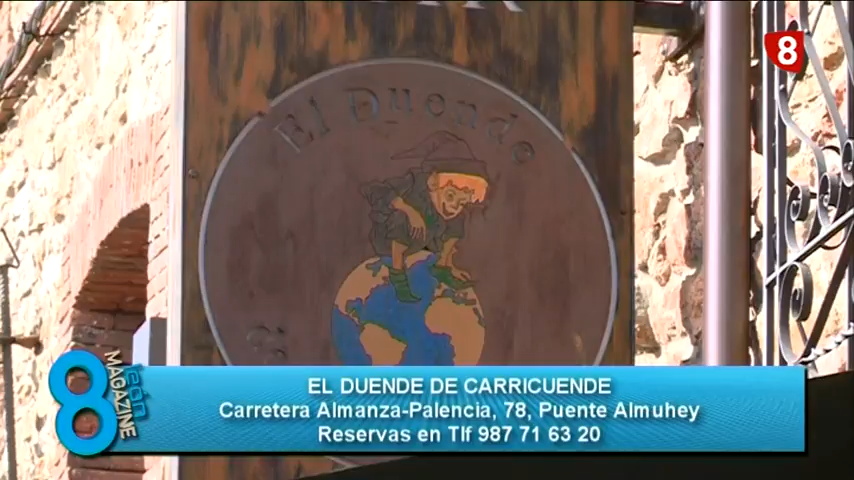 8
El Duende
EL DUENDE DE CARRICUENDE
Carretera Almanza-Palencia, 78, Puente Almuhey
Reservas en Tlf 987 71 63 20
8
león
MAGAZINE